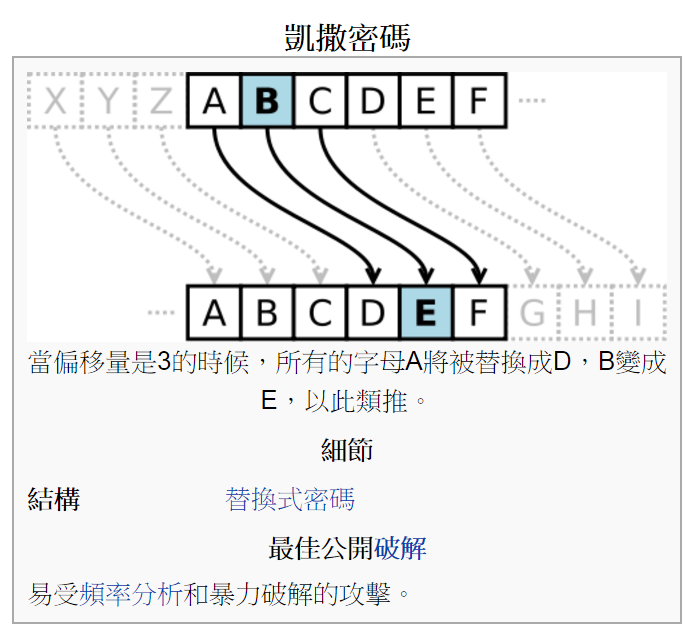 凱撒密碼
X Y Z A B C D E F ....
.... A B C D E F G H I
當偏移量是3的時候，所有的字母A將被替換成D，B變成
E，以此類推。
細節
結構 替換式密碼
最佳公開破解
易受頻率分析和暴力破解的攻擊。